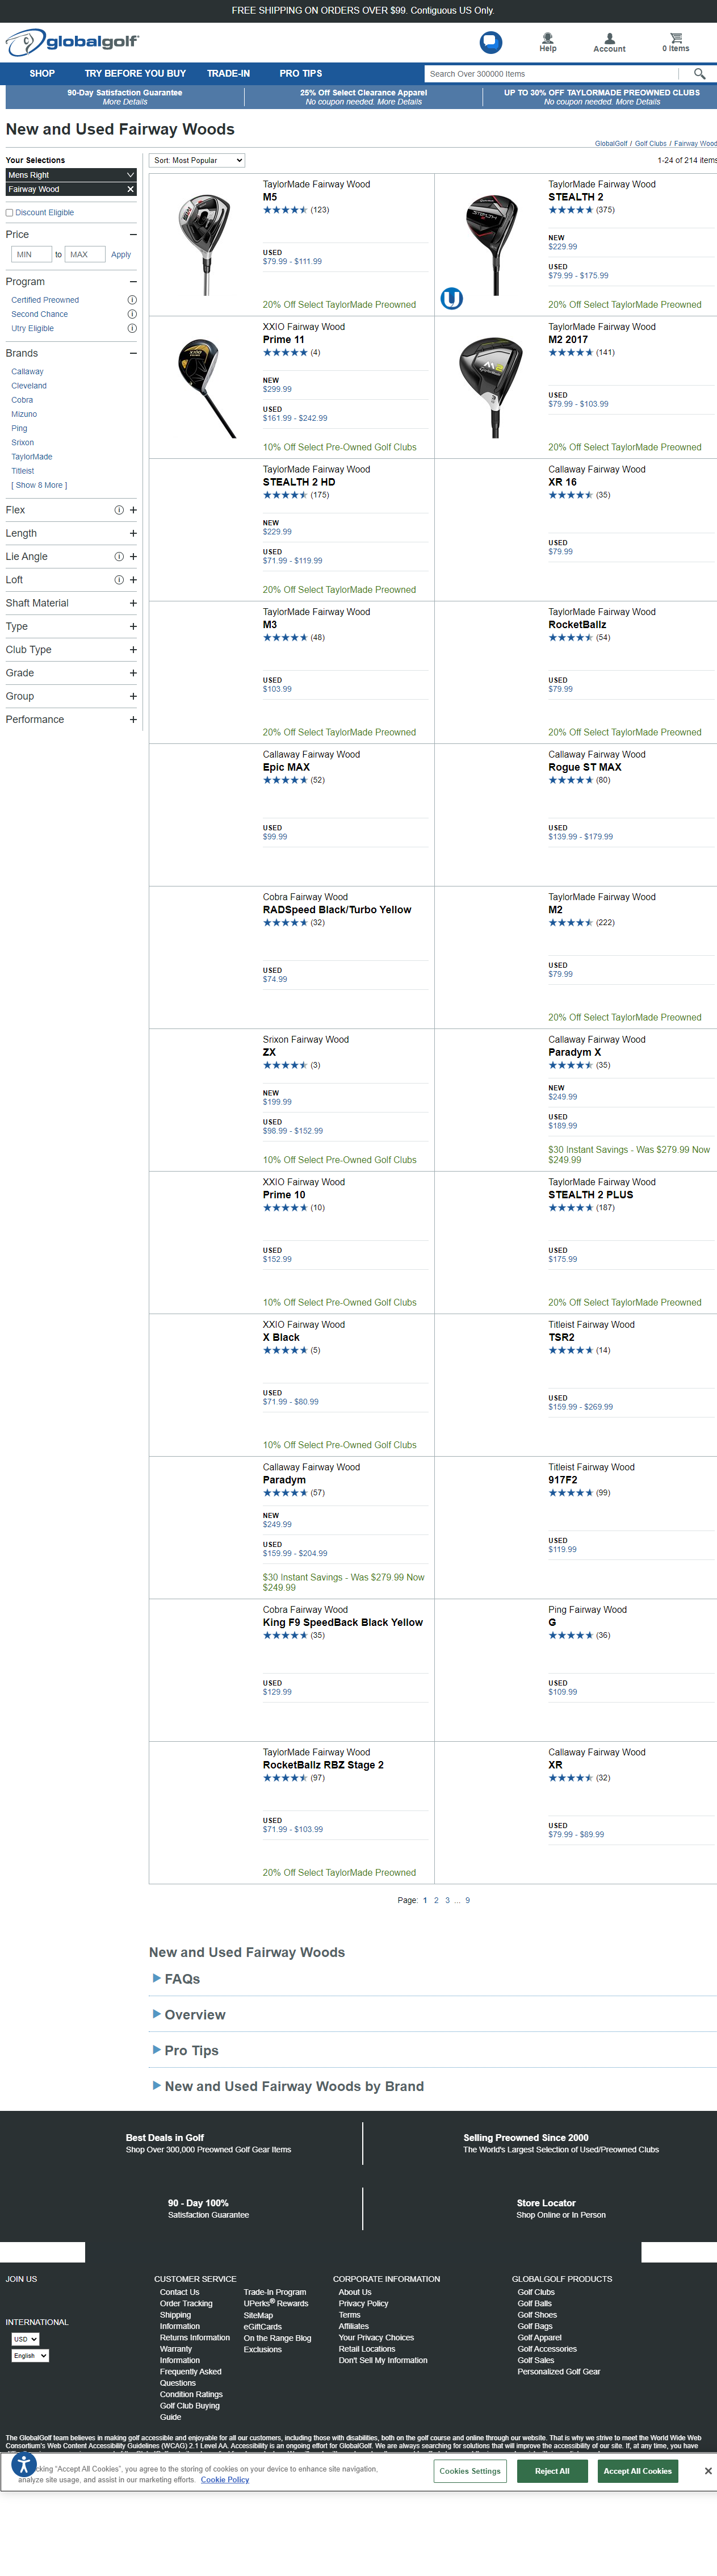 FREE SHIPPING ON ORDERS OVER $99. Contiguous US Only.
globalgolf
Help
Account
0 Items
SHOP
TRY BEFORE YOU BUY
TRADE-IN
PRO TIPS
Search Over 300000 Items
90-Day Satisfaction Guarantee
More Details
25% Off Select Clearance Apparel
No coupon needed. More Details
UP TO 30% OFF TAYLORMADE PREOWNED CLUBS
No coupon needed. More Details
New and Used Fairway Woods
GlobalGolf / Golf Clubs / Fairway Wood
Your Selections
Mens Right
Fairway Wood
Discount Eligible
Price
MIN to MAX Apply
Program
Certified Preowned
Second Chance
Utry Eligible
Brands
Callaway
Cleveland
Cobra
Mizuno
Ping
Srixon
TaylorMade
Titleist
[ Show 8 More ]
Flex
Length
Lie Angle
Loft
Shaft Material
Type
Club Type
Grade
Group
Performance
Sort: Most Popular
1-24 of 214 items
TaylorMade Fairway Wood
M5
(123)
USED
$79.99 - $111.99
20% Off Select TaylorMade Preowned
TaylorMade Fairway Wood
STEALTH 2
(375)
NEW
$229.99
USED
$79.99 - $175.99
20% Off Select TaylorMade Preowned
U
XXIO Fairway Wood
Prime 11
(4)
NEW
$299.99
USED
$161.99 - $242.99
10% Off Select Pre-Owned Golf Clubs
TaylorMade Fairway Wood
M2 2017
(141)
USED
$79.99 - $103.99
20% Off Select TaylorMade Preowned
TaylorMade Fairway Wood
STEALTH 2 HD
(175)
NEW
$229.99
USED
$71.99 - $119.99
20% Off Select TaylorMade Preowned
Callaway Fairway Wood
XR 16
(35)
USED
$79.99
TaylorMade Fairway Wood
M3
(48)
USED
$103.99
20% Off Select TaylorMade Preowned
TaylorMade Fairway Wood
RocketBallz
(54)
USED
$79.99
20% Off Select TaylorMade Preowned
Callaway Fairway Wood
Epic MAX
(52)
USED
$99.99
Callaway Fairway Wood
Rogue ST MAX
(80)
USED
$139.99 - $179.99
Cobra Fairway Wood
RADSpeed Black/Turbo Yellow
(32)
USED
$74.99
TaylorMade Fairway Wood
M2
(222)
USED
$79.99
20% Off Select TaylorMade Preowned
Srixon Fairway Wood
ZX
(3)
NEW
$199.99
USED
$98.99 - $152.99
10% Off Select Pre-Owned Golf Clubs
Callaway Fairway Wood
Paradym X
(35)
NEW
$249.99
USED
$189.99
$30 Instant Savings - Was $279.99 Now
$249.99
XXIO Fairway Wood
Prime 10
(10)
USED
$152.99
10% Off Select Pre-Owned Golf Clubs
TaylorMade Fairway Wood
STEALTH 2 PLUS
(187)
USED
$175.99
20% Off Select TaylorMade Preowned
XXIO Fairway Wood
X Black
(5)
USED
$71.99 - $80.99
10% Off Select Pre-Owned Golf Clubs
Titleist Fairway Wood
TSR2
(14)
USED
$159.99 - $269.99
Callaway Fairway Wood
Paradym
(57)
NEW
$249.99
USED
$159.99 - $204.99
$30 Instant Savings - Was $279.99 Now
$249.99
Titleist Fairway Wood
917F2
(99)
USED
$119.99
Cobra Fairway Wood
King F9 SpeedBack Black Yellow
(35)
USED
$129.99
Ping Fairway Wood
G
(36)
USED
$109.99
TaylorMade Fairway Wood
RocketBallz RBZ Stage 2
(97)
USED
$71.99 - $103.99
20% Off Select TaylorMade Preowned
Callaway Fairway Wood
XR
(32)
USED
$79.99 - $89.99
Page: 1 2 3 ... 9
New and Used Fairway Woods
FAQs
Overview
Pro Tips
New and Used Fairway Woods by Brand
Best Deals in Golf
Shop Over 300,000 Preowned Golf Gear Items
Selling Preowned Since 2000
The World's Largest Selection of Used/Preowned Clubs
90 - Day 100%
Satisfaction Guarantee
Store Locator
Shop Online or In Person
JOIN US
INTERNATIONAL
USD
English
CUSTOMER SERVICE
Contact Us
Order Tracking
Shipping
Information
Returns Information
Warranty
Information
Frequently Asked
Questions
Condition Ratings
Golf Club Buying
Guide
Trade-In Program
UPerks® Rewards
SiteMap
eGiftCards
On the Range Blog
Exclusions
CORPORATE INFORMATION
About Us
Privacy Policy
Terms
Affiliates
Your Privacy Choices
Retail Locations
Don't Sell My Information
GLOBALGOLF PRODUCTS
Golf Clubs
Golf Balls
Golf Shoes
Golf Bags
Golf Apparel
Golf Accessories
Golf Sales
Personalized Golf Gear
The GlobalGolf team believes in making golf accessible and enjoyable for all our customers, including those with disabilities, both on the golf course and online through our website. That is why we strive to meet the World Wide Web
Consortium's Web Content Accessibility Guidelines (WCAG) 2.1 Level AA. Accessibility is an ongoing effort for GlobalGolf. We are always searching for solutions that will improve the accessibility of our site. If, at any time, you have
"Accept All Cookies", you agree to the storing of cookies on your device to enhance site navigation,
analyze site usage, and assist in our marketing efforts. Cookie Policy
Cookies Settings
Reject All
Accept All Cookies